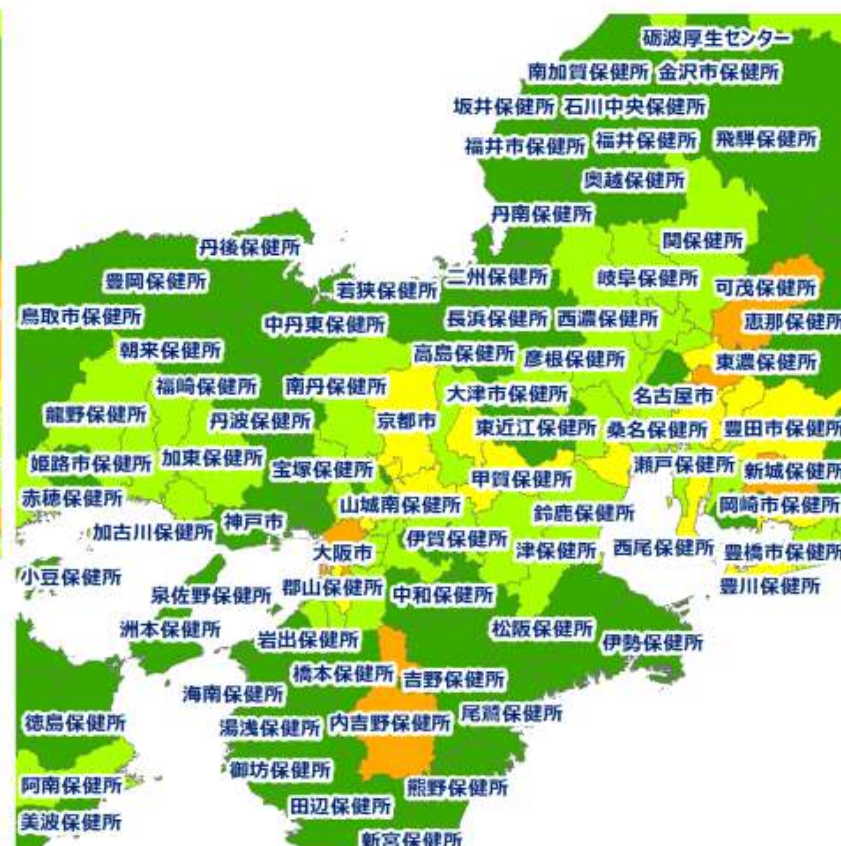 砺波厚生センター
南加賀保健所 金沢市保健所
坂井保健所 石川中央保健所
福井市保健所 福井保健所 飛騨保健所
奥越保健所
丹南保健所
丹後保健所 関保健所
豊岡保健所 若狭保健所 二州保健所 岐阜保健所 可茂保健所
鳥取市保健所 中丹東保健所 長浜保健所 西濃保健所 恵那保健所
朝来保健所 高島保健所 彦根保健所 東濃保健所
福崎保健所 南丹保健所 大津市保健所 名古屋市
龍野保健所 丹波保健所 京都市 東近江保健所 桑名保健所 豊田市保健所
姫路市保健所 加東保健所 宝塚保健所 甲賀保健所 瀬戸保健所 新城保健所
赤穂保健所 山城南保健所 鈴鹿保健所 岡崎市保健所
加古川保健所 神戸市 伊賀保健所
大阪市 津保健所 西尾保健所 豊橋市保健所
小豆保健所 泉佐野保健所 郡山保健所 中和保健所 豊川保健所
洲本保健所 岩出保健所 松阪保健所 伊勢保健所
橋本保健所 吉野保健所
海南保健所
徳島保健所 湯浅保健所 内吉野保健所 尾鷲保健所
阿南保健所 御坊保健所 熊野保健所
美波保健所 田辺保健所
新宮保健所